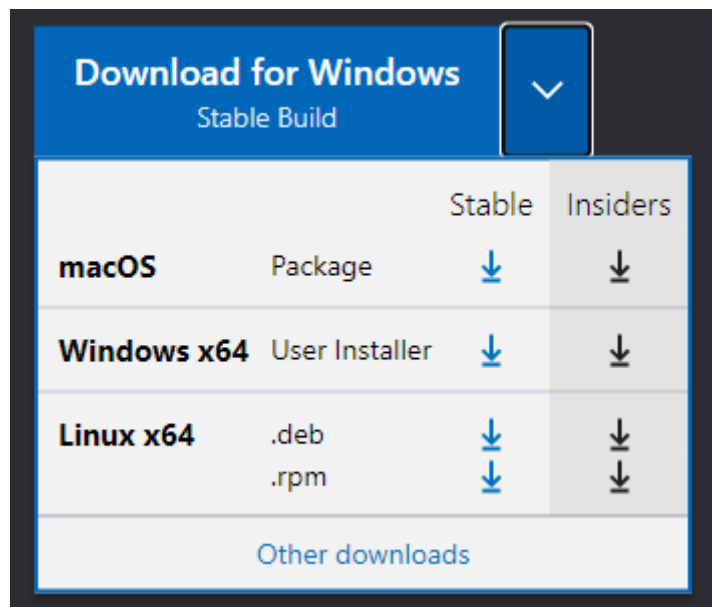 Download for Windows
Stable Build
Stable Insiders
macOS Package
Windows x64 User Installer
Linux x64 .deb
.rpm
Other downloads